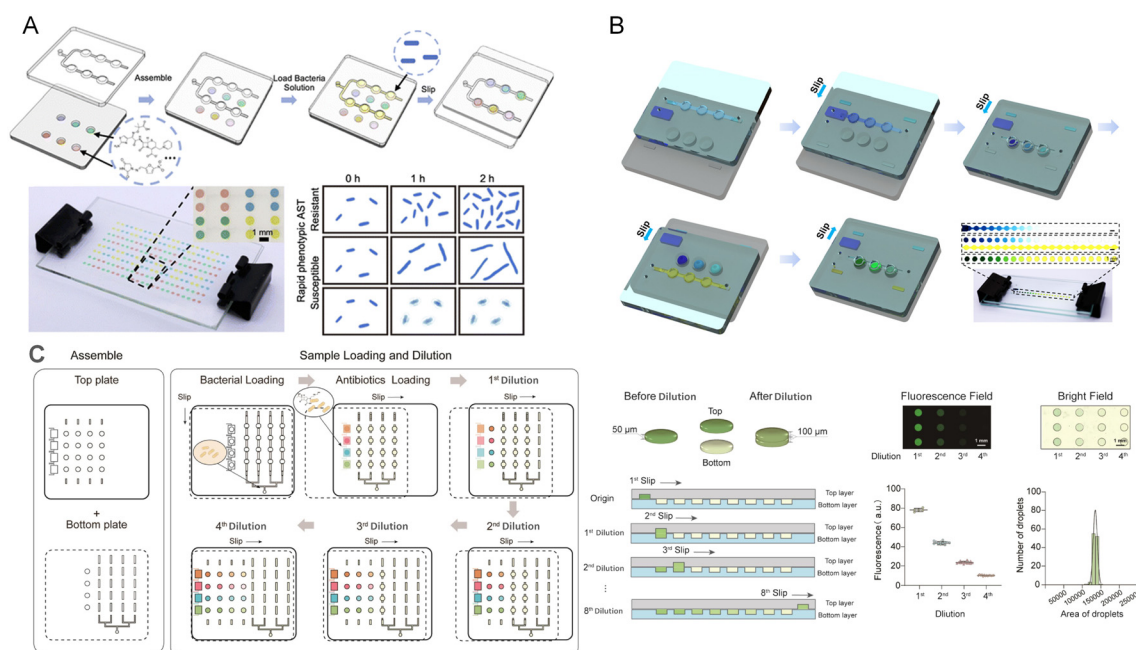 A
Assemble
Load Bacteria
Solution
Slip
...
1 mm
Rapid phenotypic AST
Susceptible
Resistant
0 h
1 h
2 h
B
Slip
Slip
Slip
Slip
C
Assemble
Top plate
+
Bottom plate
Sample Loading and Dilution
Bacterial Loading
Antibiotics Loading
1st Dilution
Slip
Slip
Slip
4th Dilution
3rd Dilution
2nd Dilution
Slip
Slip
Slip
Before Dilution
After Dilution
Top
50 μm
100 μm
Bottom
Fluorescence Field
Bright Field
1 mm
1 mm
Dilution
1st
2nd
3rd
4th
1st
2nd
3rd
4th
1st Slip
Origin
Top layer
Bottom layer
2nd Slip
1st Dilution
Top layer
Bottom layer
3rd Slip
2nd Dilution
Top layer
Bottom layer
⋮
8th Slip
8th Dilution
Top layer
Bottom layer
Fluorescence (a.u.)
100
80
60
40
20
0
1st
2nd
3rd
4th
Dilution
Number of droplets
100
80
60
40
20
0
50000
100000
150000
200000
Area of droplets